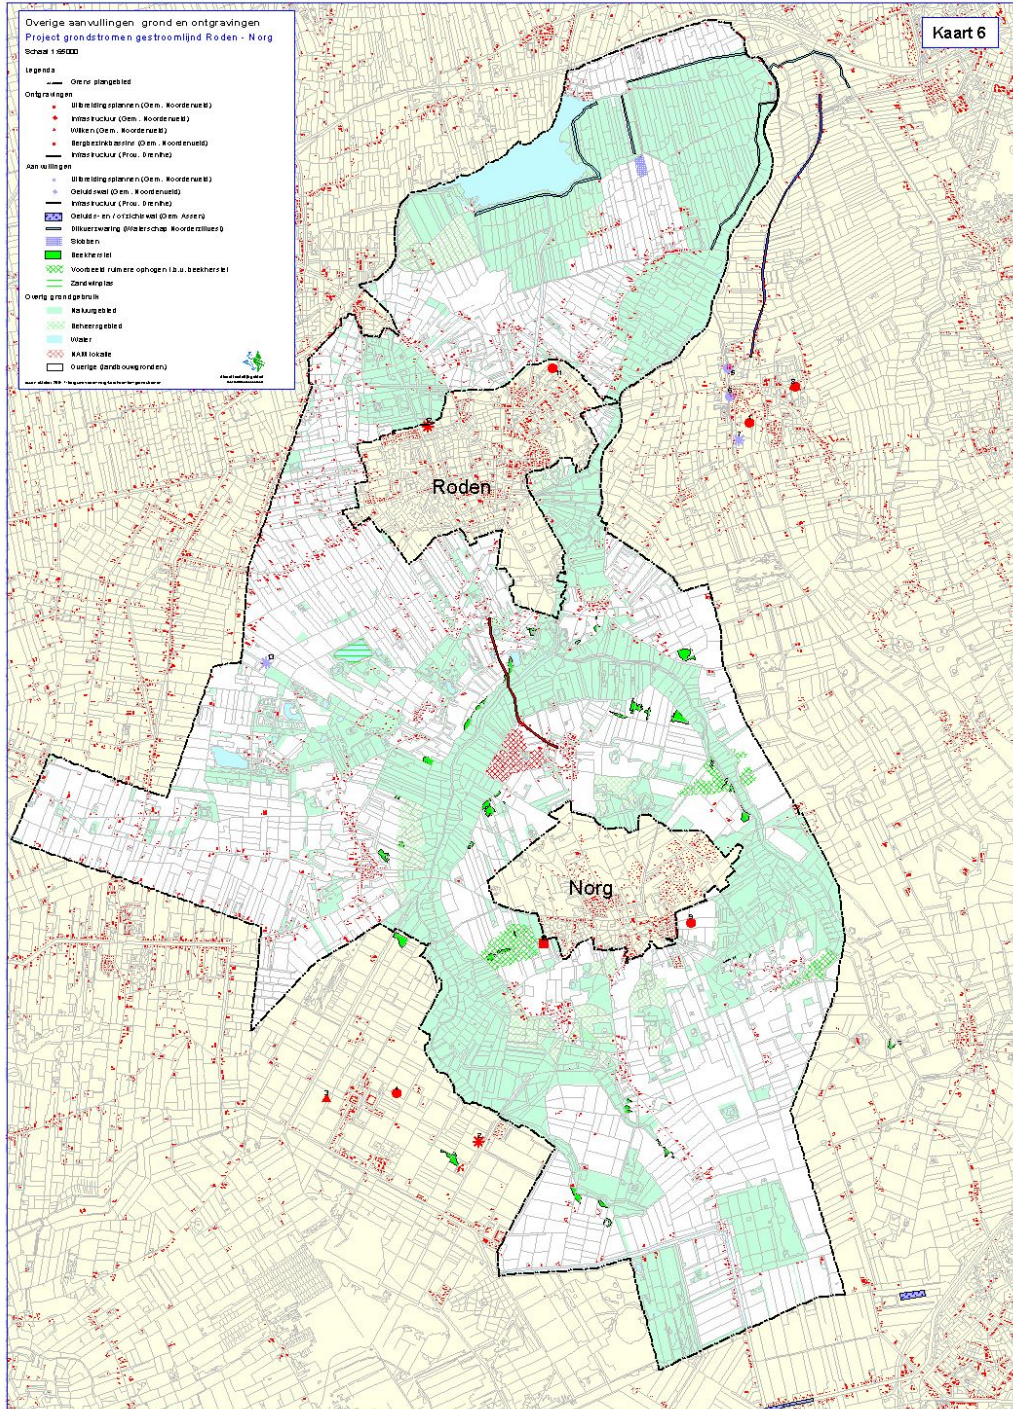 Overige aanvullingen grond en ontgravingen
Project grondstromen gestroomlijnd Roden - Norg
Schaal 1:65000
Kaart 6
Legenda
Grens plangebied
Ontgravingen
Uitbreidingsplannen (Gem. Noordenveld)
Infrastructuur (Gem. Noordenveld)
Wilken (Gem. Noordenveld)
Bergbezinkbassins (Gem. Noordenveld)
Infrastructuur (Prov. Drenthe)
Aanvullingen
Uitbreidingsplannen (Gem. Noordenveld)
Geluidswal (Gem. Noordenveld)
Infrastructuur (Prov. Drenthe)
Geluids- en / of zichtswal (Gem Assen)
Dijkverzwaring (Waterschap Noorderzijlvest)
Slobben
Beekherstel
Voorbeeld ruimere ophogen i.b.v. beekherstel
Zandwinplas
Overig grondgebruik
Natuurgebied
Beheersgebied
Water
NAM lokatie
Overige (landbouwgronden)
Roden
Norg